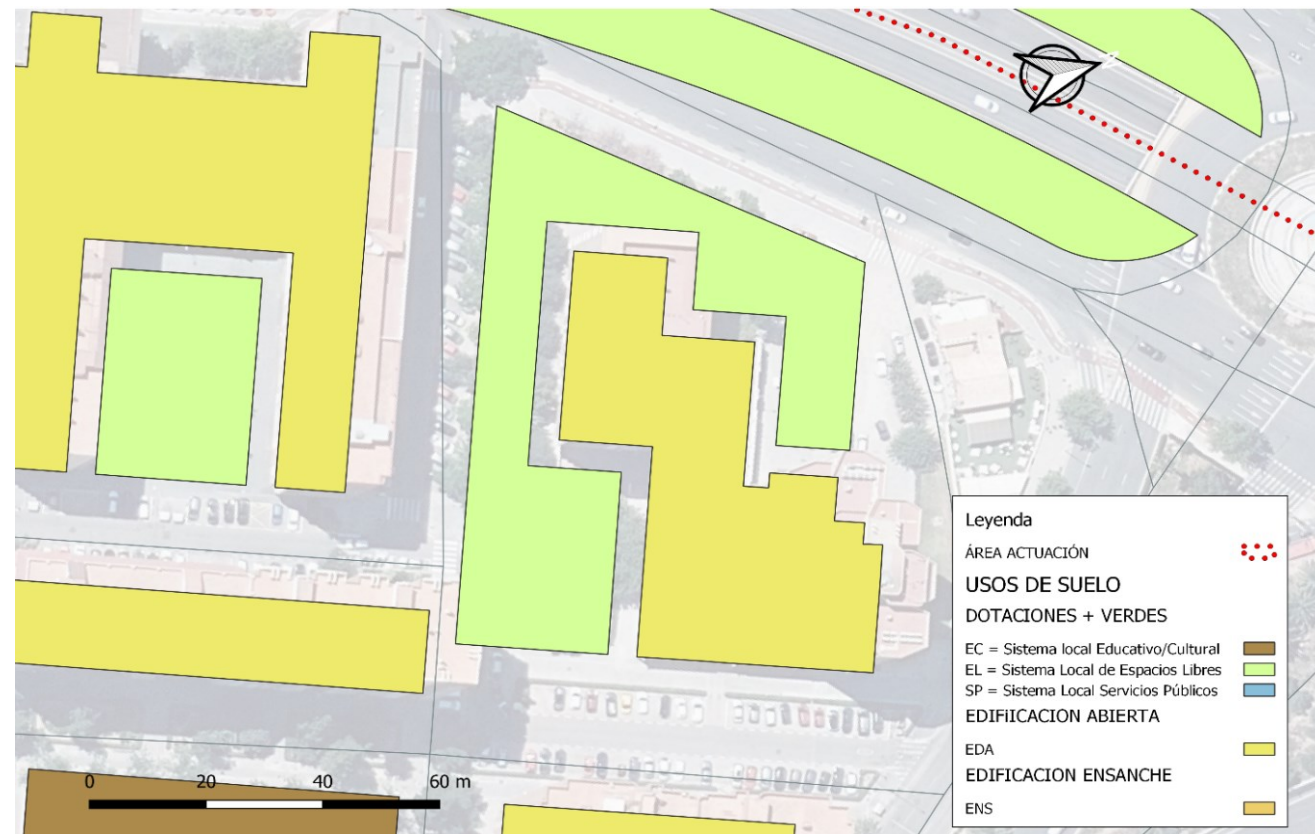 Leyenda
ÁREA ACTUACIÓN
USOS DE SUELO
DOTACIONES + VERDES
EC = Sistema local Educativo/Cultural
EL = Sistema Local de Espacios Libres
SP = Sistema Local Servicios Públicos
EDIFIICACION ABIERTA
EDA
EDIFICACION ENSANCHE
ENS
0 20 40 60 m